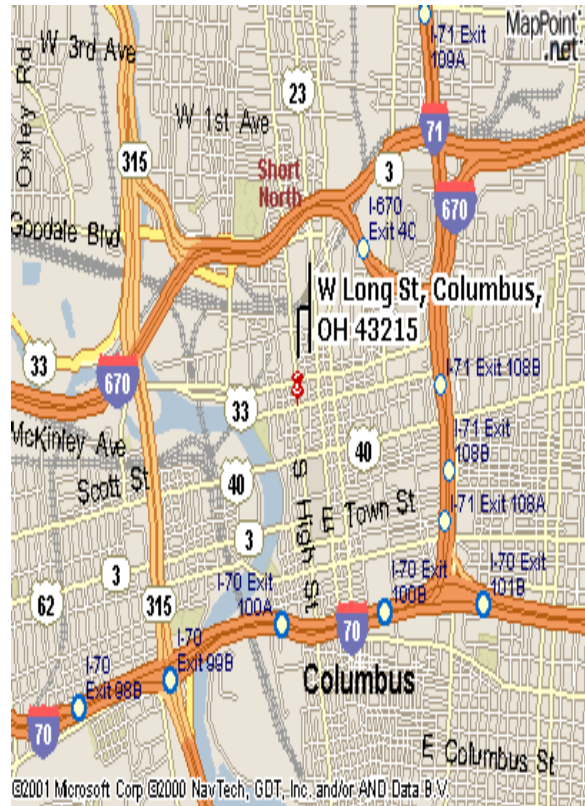 I-71 Exit
109A
MapPoint
.net
W 3rd Ave
Oxley Rd
23
W 1st Ave
71
315
Short
North
3
670
Goodale Blvd
I-670
Exit 4C
W Long St, Columbus,
OH 43215
33
670
I-71 Exit 108B
33
McKinley Ave
I-71 Exit
108B
40
Scott St
40
E Town St
I-71 Exit 108A
S High St
3
3
62
315
I-70 Exit
100A
I-70 Exit
100B
I-70
Exit
101B
70
I-70
Exit 99B
I-70
Exit 98B
Columbus
70
E Columbus St
©2001 Microsoft Corp ©2000 NavTech, GDT, Inc. and/or AND Data B.V.